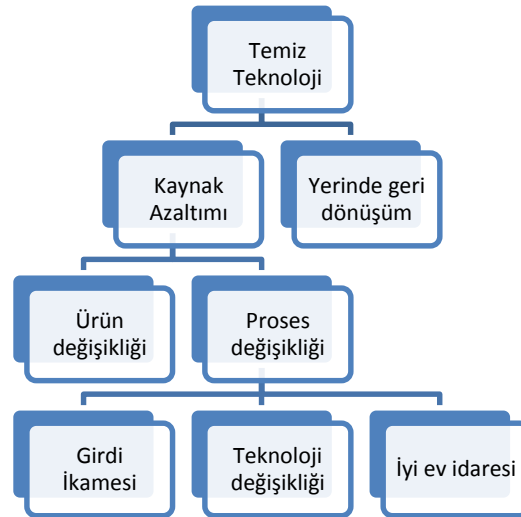 Temiz
Teknoloji
Kaynak
Azaltımı
Yerinde geri
dönüşüm
Ürün
değişikliği
Proses
değişikliği
Girdi
İkamesi
Teknoloji
değişikliği
İyi ev idaresi